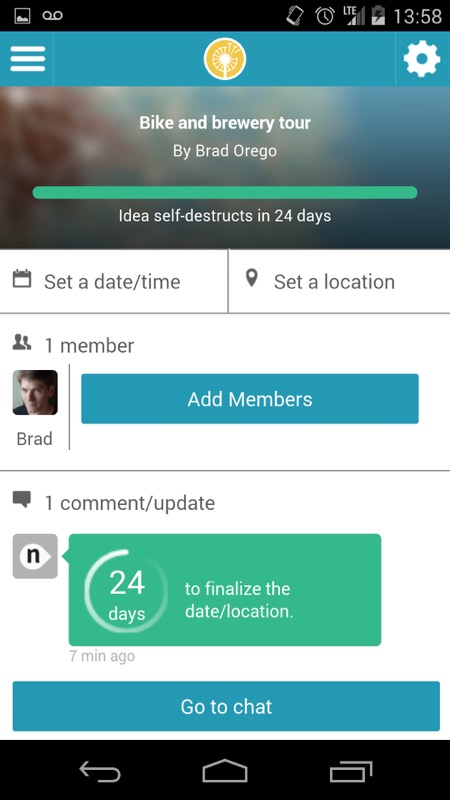 LTE 13:58
Bike and brewery tour
By Brad Orego
Idea self-destructs in 24 days
Set a date/time Set a location
1 member
Add Members
Brad
1 comment/update
n
24
days
to finalize the
date/location.
7 min ago
Go to chat